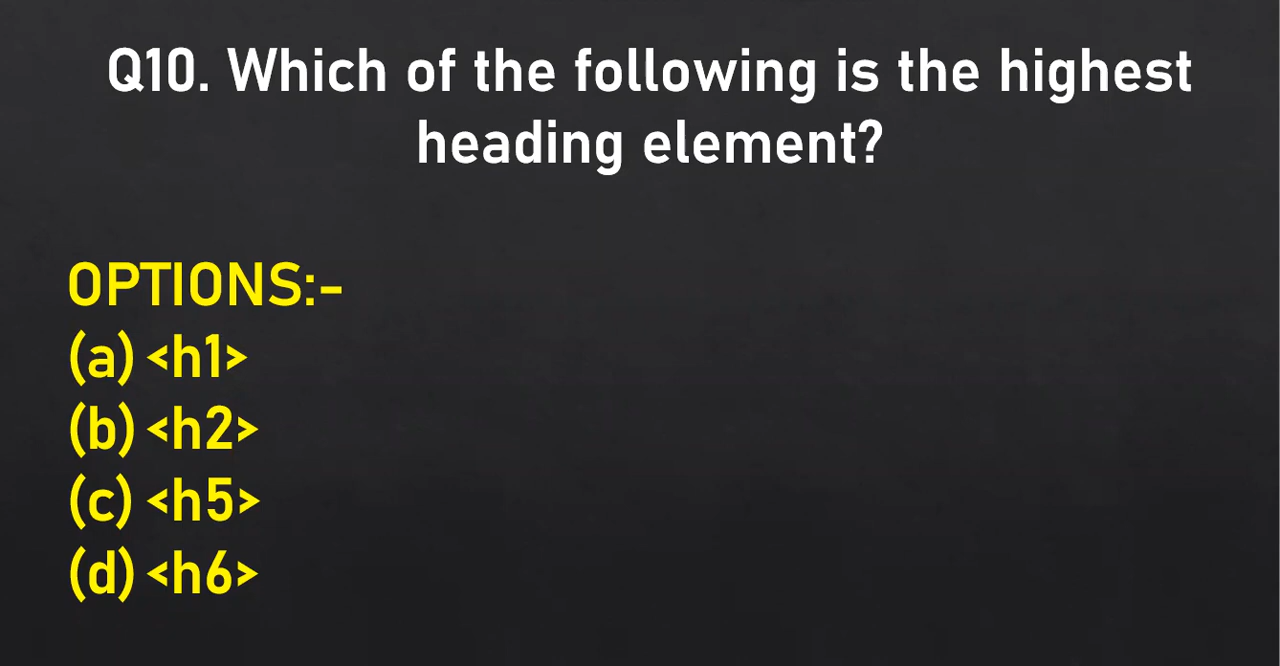 Q10. Which of the following is the highest
heading element?
OPTIONS:-
(a) <h1>
(b) <h2>
(c) <h5>
(d) <h6>